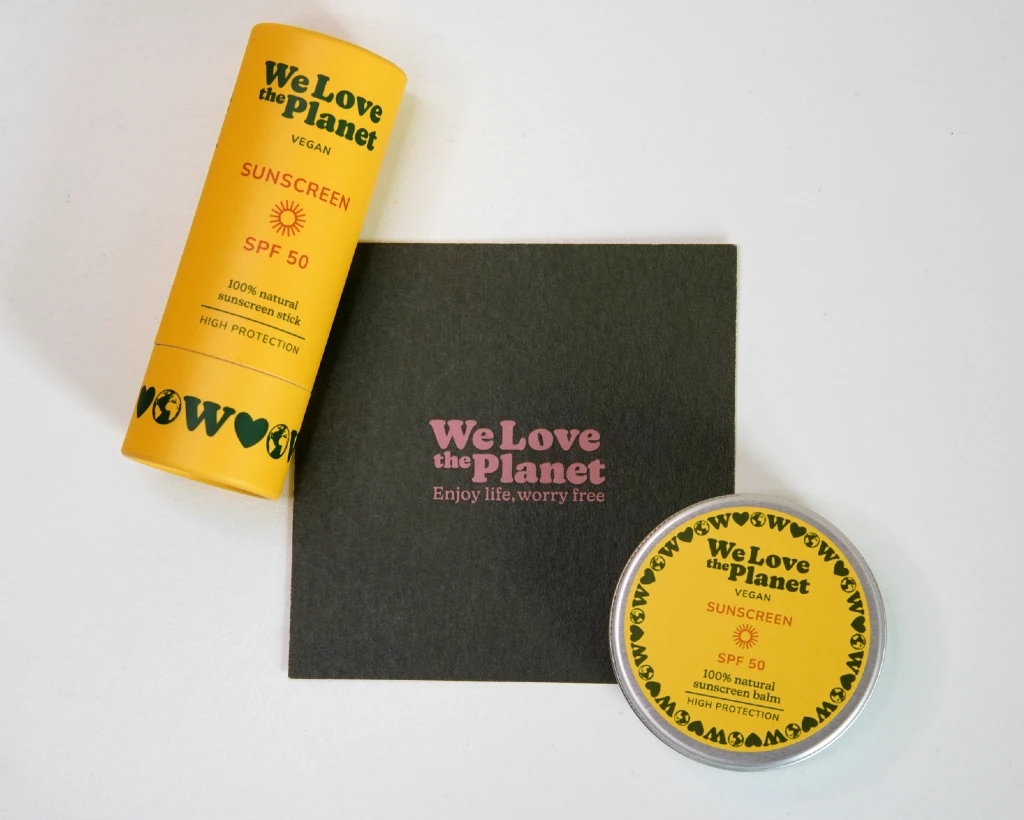 We Love
the Planet
VEGAN
SUNSCREEN
SPF 50
100% natural
sunscreen stick
HIGH PROTECTION
W
We Love
the Planet
Enjoy life, worry free
We Love
the Planet
VEGAN
SUNSCREEN
SPF 50
100% natural
sunscreen balm
HIGH PROTECTION